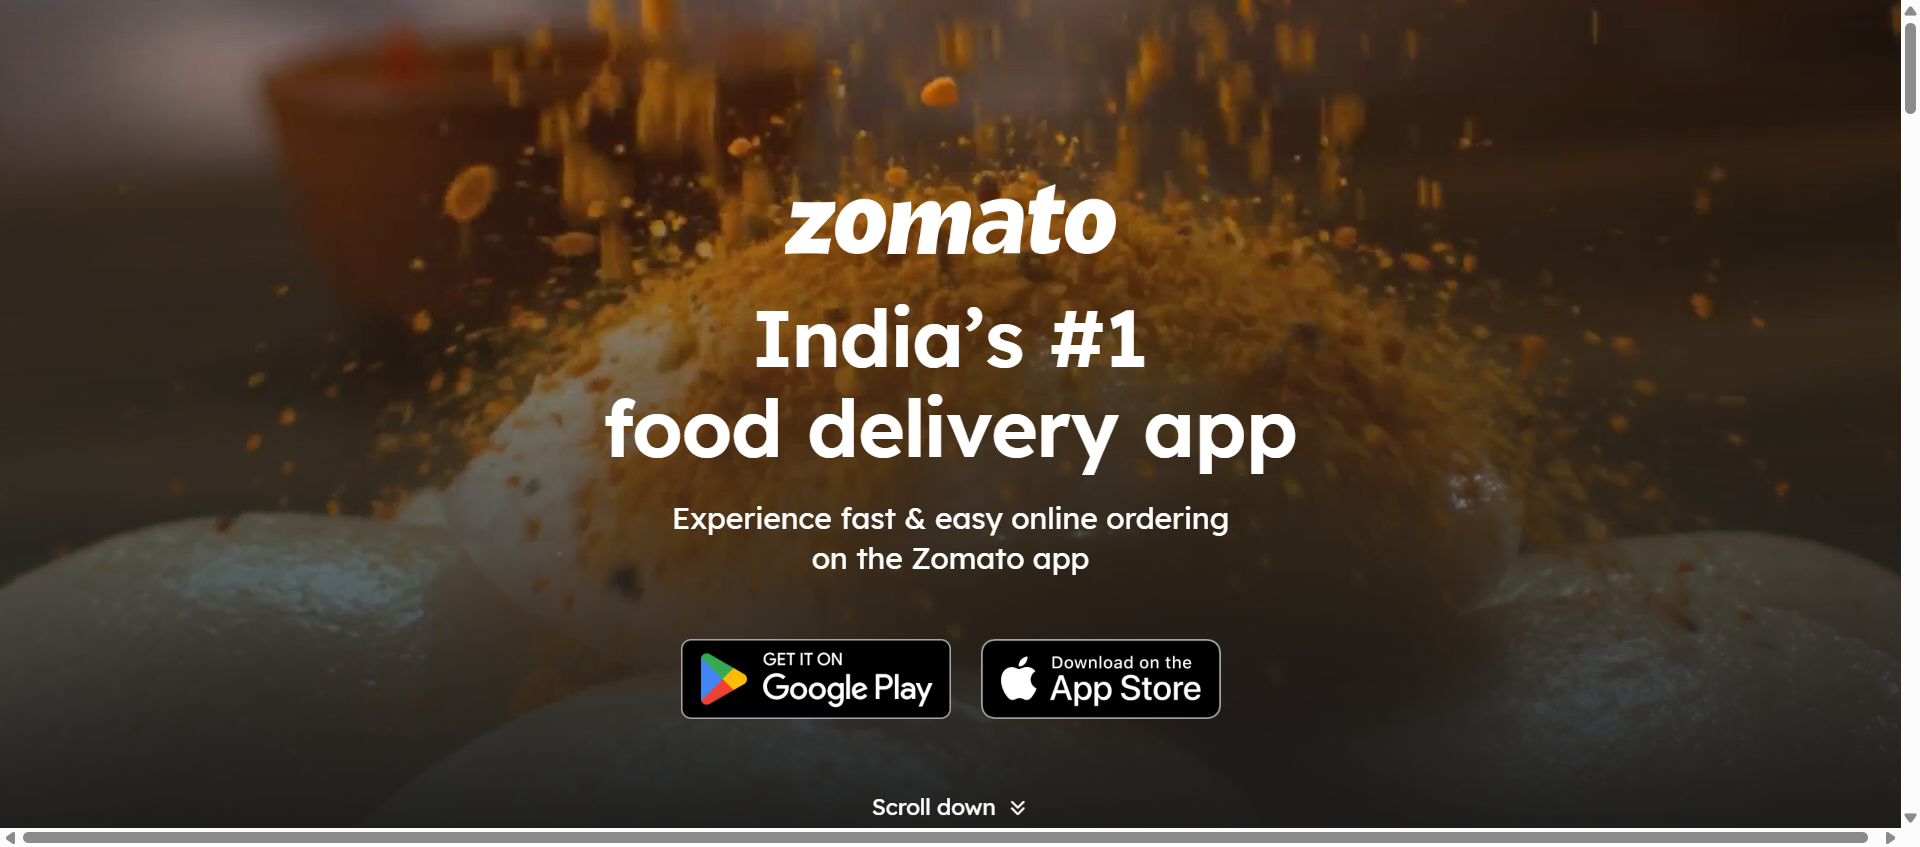 zomato
India’s #1
food delivery app
Experience fast & easy online ordering
on the Zomato app
GET IT ON
Google Play
Download on the
App Store
Scroll down